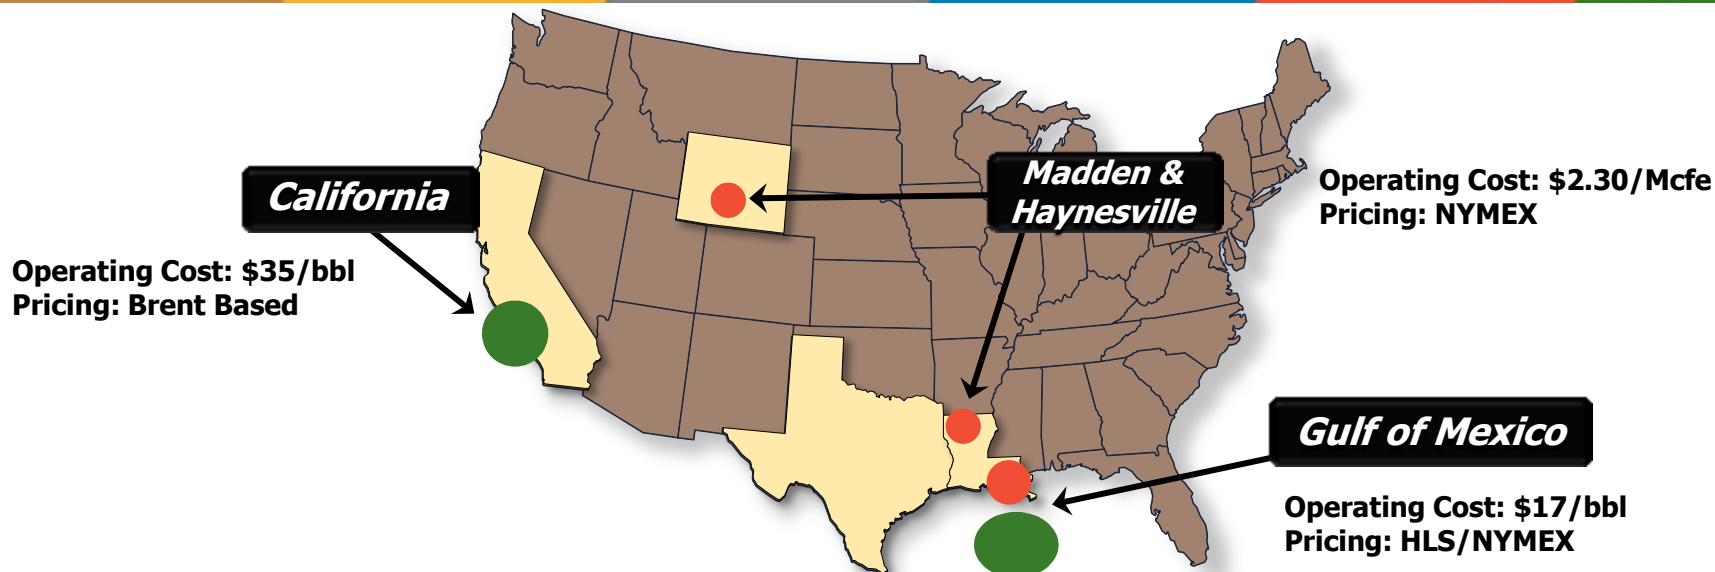 California
Operating Cost: $35/bbl
Pricing: Brent Based
Madden &
Haynesville
Operating Cost: $2.30/Mcfe
Pricing: NYMEX
Gulf of Mexico
Operating Cost: $17/bbl
Pricing: HLS/NYMEX